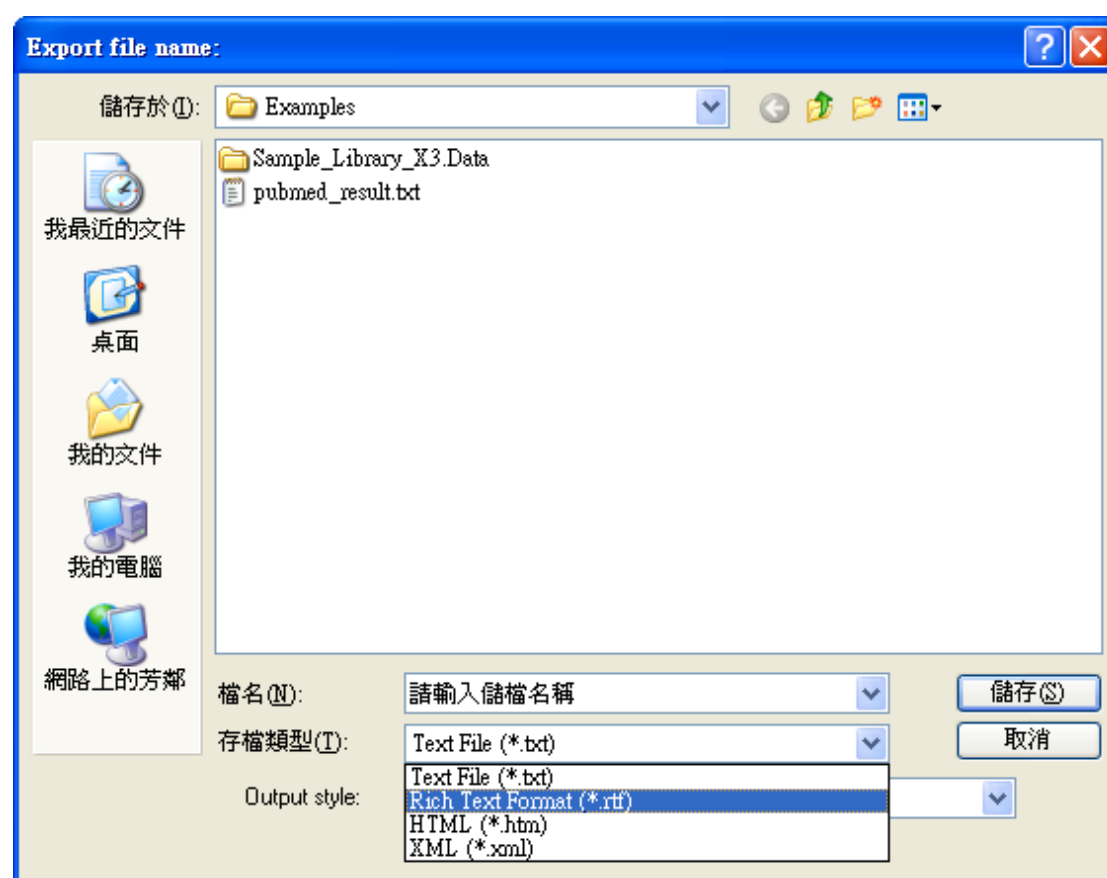 Export file name:
儲存於(I):
Examples
Sample_Library_X3.Data
pubmed_result.txt
我最近的文件
桌面
我的文件
我的電腦
網路上的芳鄰
檔名(N):
請輸入儲檔名稱
儲存(S)
存檔類型(T):
Text File (*.txt)
取消
Output style:
Text File (*.txt)
Rich Text Format (*.rtf)
HTML (*.htm)
XML (*.xml)